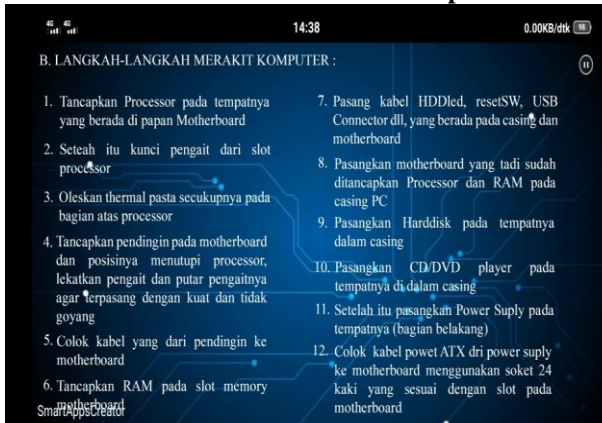 4G 4G 14:38 0.00KB/dtk 98
B. LANGKAH-LANGKAH MERAKIT KOMPUTER :
1. Tancapkan Processor pada tempatnya
yang berada di papan Motherboard
2. Seteah itu kunci pengait dari slot
processor
3. Oleskan thermal pasta secukupnya pada
bagian atas processor
4. Tancapkan pendingin pada motherboard
dan posisinya menutupi processor,
lekatkan pengait dan putar pengaitnya
agar terpasang dengan kuat dan tidak
goyang
5. Colok kabel yang dari pendingin ke
motherboard
6. Tancapkan RAM pada slot memory
motherboard
SmartAppsCreator
7. Pasang kabel HDDled, resetSW, USB
Connector dll, yang berada pada casing dan
motherboard
8. Pasangkan motherboard yang tadi sudah
ditancapkan Processor dan RAM pada
casing PC
9. Pasangkan Harddisk pada tempatnya
dalam casing
10. Pasangkan CD/DVD player pada
tempatnya di dalam casing
11. Setelah itu pasangkan Power Suply pada
tempatnya (bagian belakang)
12. Colok kabel powet ATX dri power suply
ke motherboard menggunakan soket 24
kaki yang sesuai dengan slot pada
motherboard